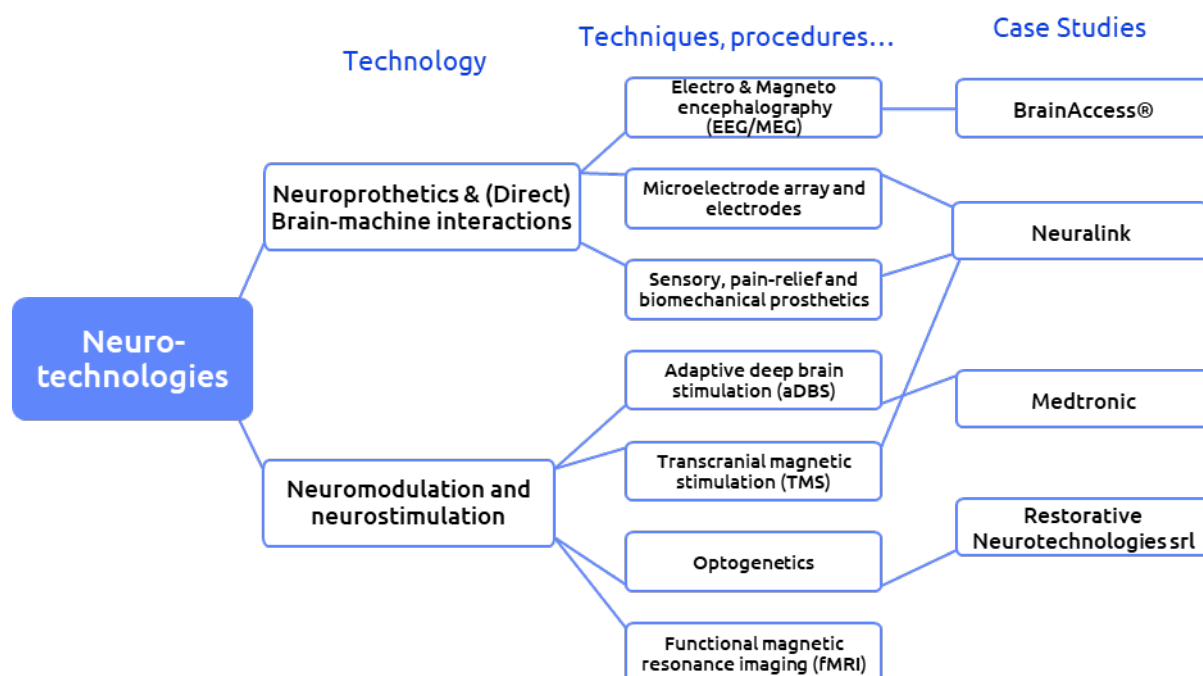 Technology
Techniques, procedures…
Case Studies
Neuro-
technologies
Neuroprothetics & (Direct)
Brain-machine interactions
Neuromodulation and
neurostimulation
Electro & Magneto
encephalography
(EEG/MEG)
Microelectrode array and
electrodes
Sensory, pain-relief and
biomechanical prosthetics
Adaptive deep brain
stimulation (aDBS)
Transcranial magnetic
stimulation (TMS)
Optogenetics
Functional magnetic
resonance imaging (fMRI)
BrainAccess®
Neuralink
Medtronic
Restorative
Neurotechnologies srl